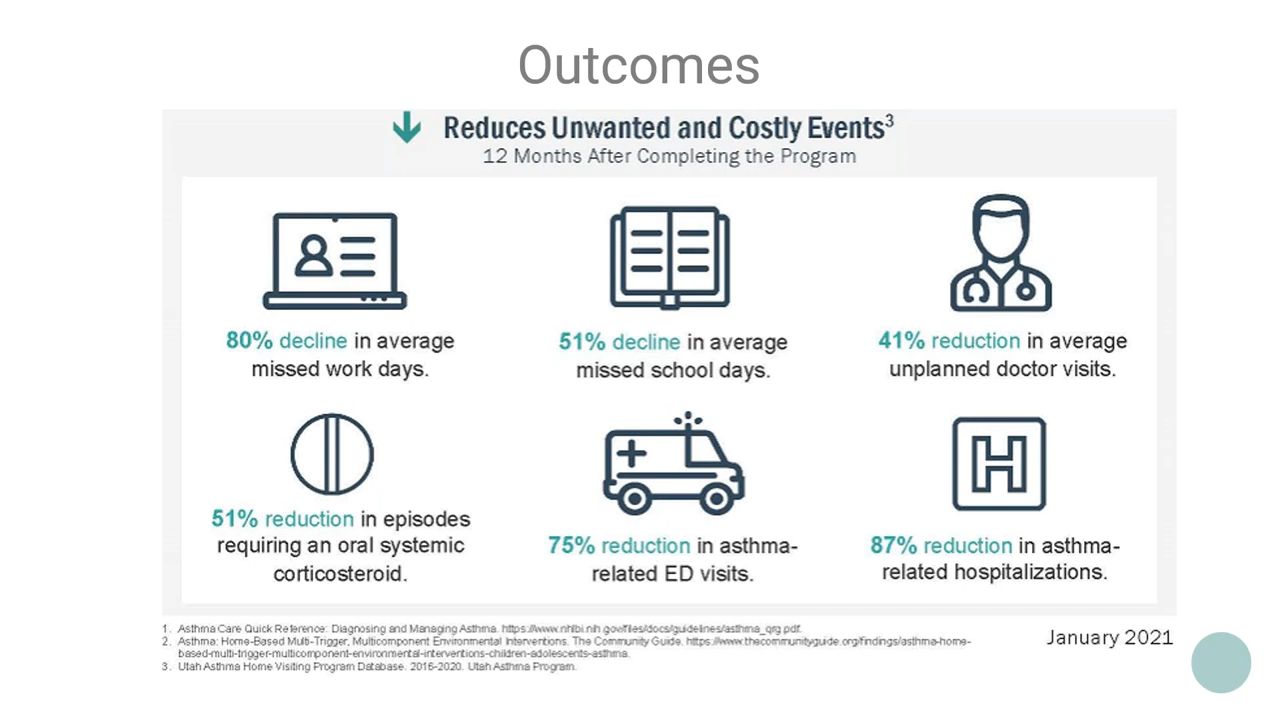 Outcomes
Reduces Unwanted and Costly Events3
12 Months After Completing the Program
80% decline in average
missed work days.
51% decline in average
missed school days.
41% reduction in average
unplanned doctor visits.
51% reduction in episodes
requiring an oral systemic
corticosteroid.
75% reduction in asthma-
related ED visits.
H
87% reduction in asthma-
related hospitalizations.
1. Asthma Care Quick Reference: Diagnosing and Managing Asthma. https://www.nhlbi.nih.gov/files/docs/guidelines/asthma_qrg.pdf.
2. Asthma: Home-Based Multi-Trigger, Multicomponent Environmental Interventions. The Community Guide. https://www.thecommunityguide.org/findings/asthma-home-
based-multi-trigger-multicomponent-environmental-interventions-children-adolescents-asthma.
3. Utah Asthma Home Visiting Program Database. 2016-2020. Utah Asthma Program.
January 2021